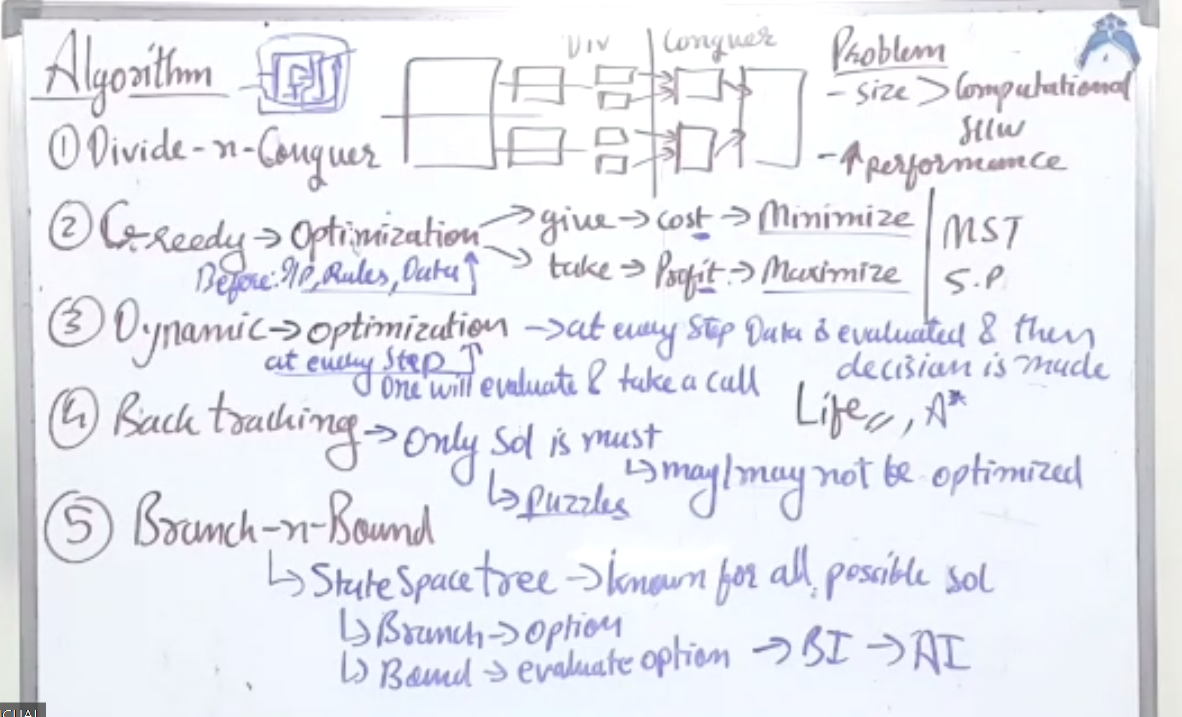 Algorithm
Div Conquer
Problem
- size > Computational
- ↑ performance
① Divide-n-Conquer
② Greedy → Optimization → give → cost → Minimize
→ take → Profit → Maximize
MST
S.P
Before: I/P, Rules, Data ↑
③ Dynamic → optimization → at every Step Data is evaluated & then
decision is made
at every Step ↑
One will evaluate & take a call
Life, A*
④ Back tracking → Only Sol is must
↳ may/may not be optimized
↳ Puzzles
⑤ Branch-n-Bound
↳ State Space tree → known for all possible sol
↳ Branch → option
↳ Bound → evaluate option → BI → AI